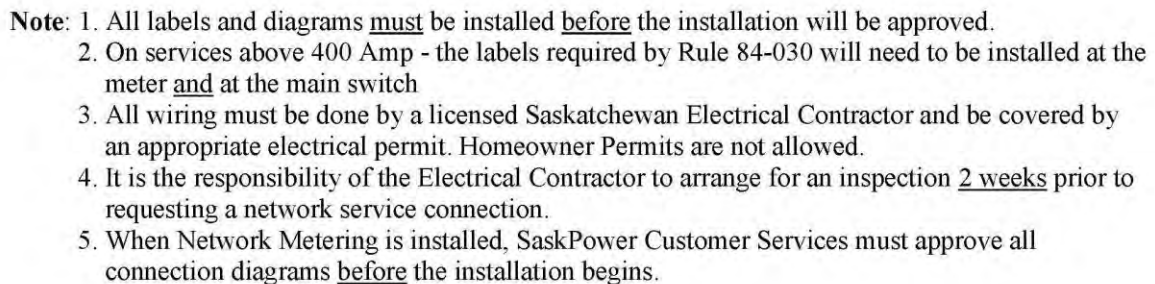 Note: 1. All labels and diagrams must be installed before the installation will be approved.
2. On services above 400 Amp - the labels required by Rule 84-030 will need to be installed at the
meter and at the main switch
3. All wiring must be done by a licensed Saskatchewan Electrical Contractor and be covered by
an appropriate electrical permit. Homeowner Permits are not allowed.
4. It is the responsibility of the Electrical Contractor to arrange for an inspection 2 weeks prior to
requesting a network service connection.
5. When Network Metering is installed, SaskPower Customer Services must approve all
connection diagrams before the installation begins.